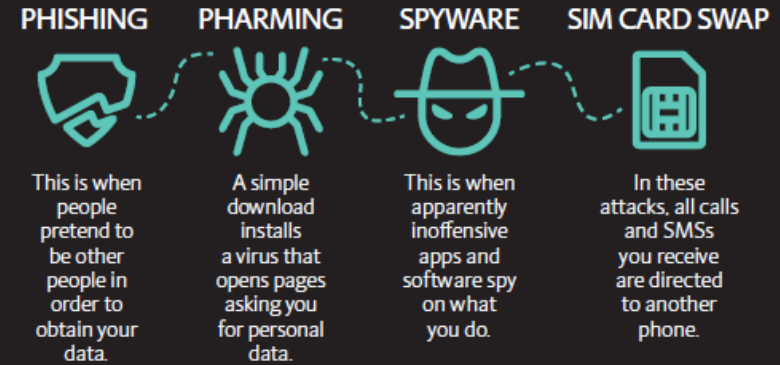 PHISHING
This is when
people
pretend to
be other
people in
order to
obtain your
data.
PHARMING
A simple
download
installs
a virus that
opens pages
asking you
for personal
data.
SPYWARE
This is when
apparently
inoffensive
apps and
software spy
on what
you do.
SIM CARD SWAP
In these
attacks, all calls
and SMSs
you receive
are directed
to another
phone.